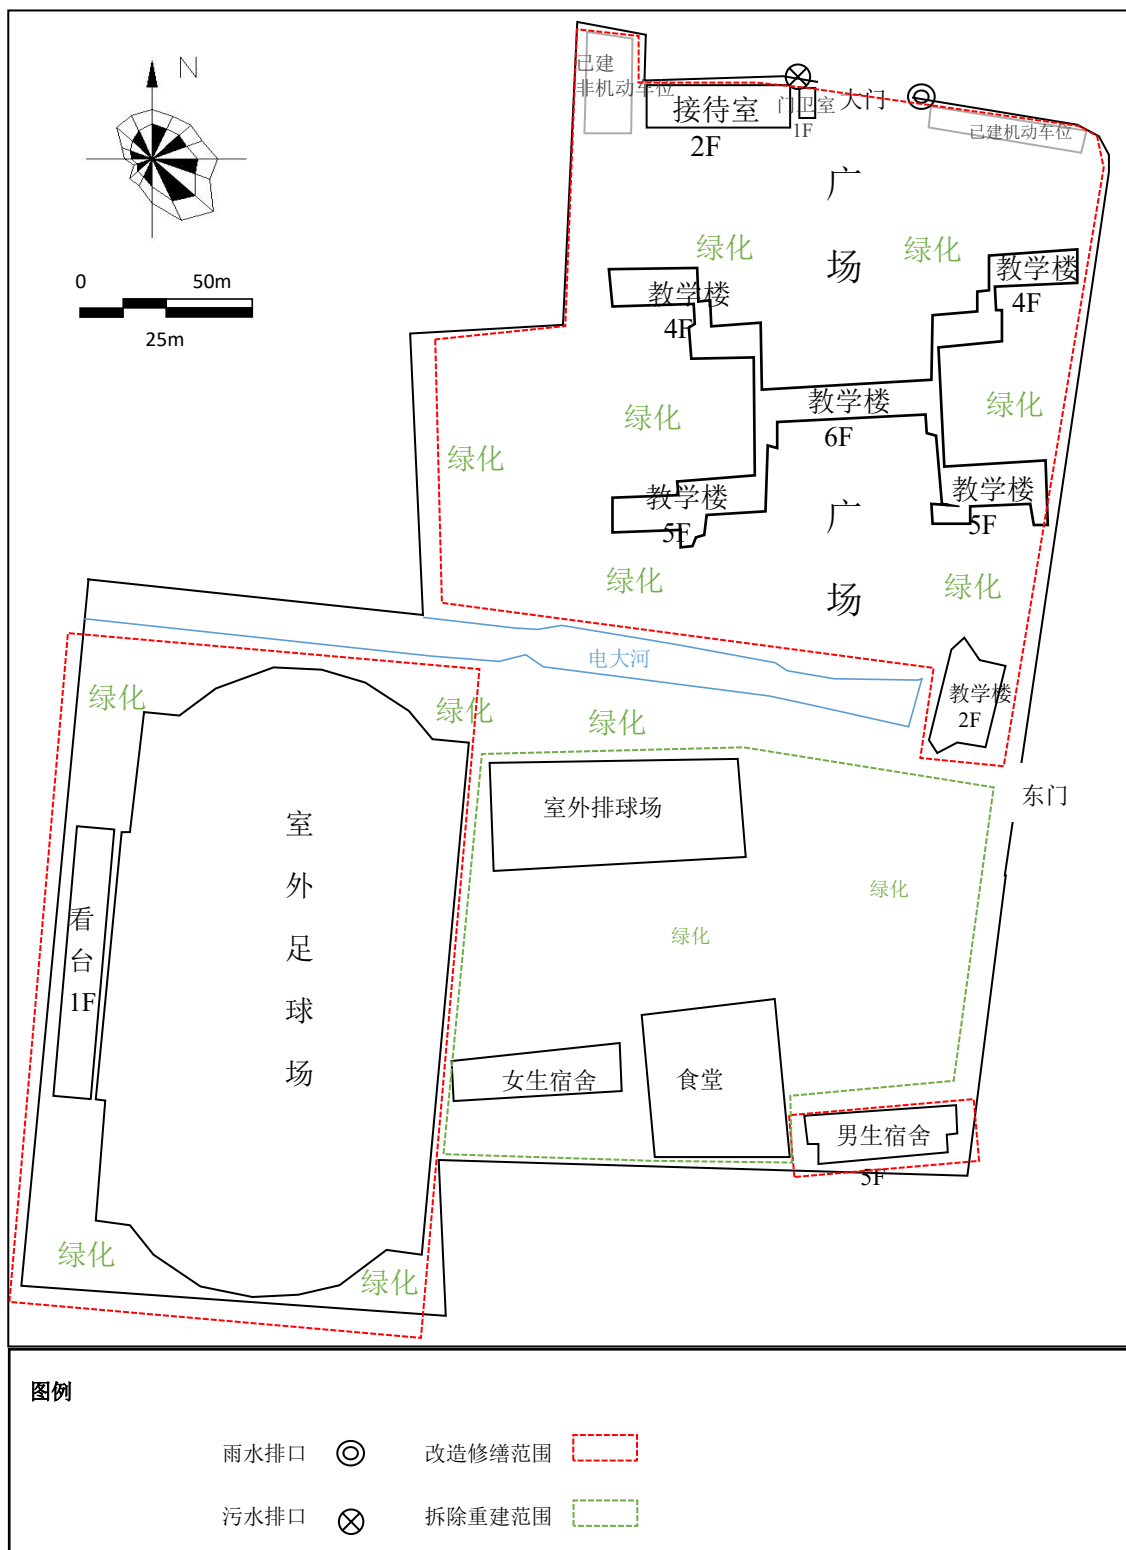 N
0
50m
25m
已建
非机动车位
接待室
2F
门卫室
1F
大门
已建机动车位
广
场
绿化
绿化
教学楼
4F
教学楼
4F
绿化
绿化
绿化
教学楼
6F
教学楼
5F
教学楼
5F
广
场
绿化
绿化
电大河
教学楼
2F
绿化
绿化
绿化
东门
室外排球场
室
外
足
球
场
看
台
1F
绿化
绿化
女生宿舍
食堂
男生宿舍
5F
绿化
绿化
图例
雨水排口
改造修缮范围
污水排口
拆除重建范围